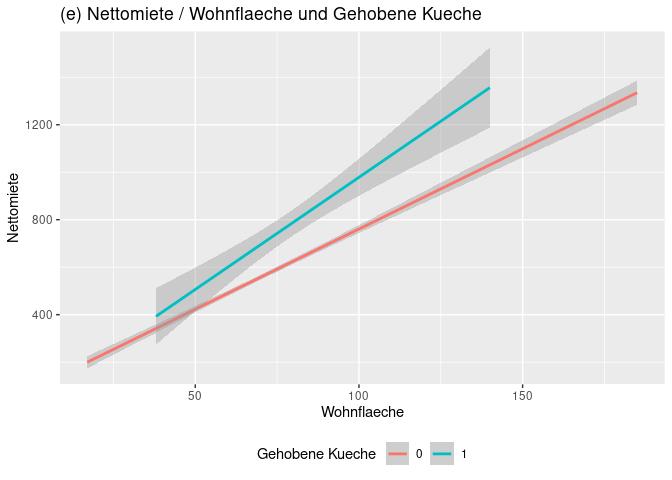 (e) Nettomiete / Wohnflaeche und Gehobene Kueche
Nettomiete
1200
800
400
50 100 150
Wohnflaeche
Gehobene Kueche 0 1